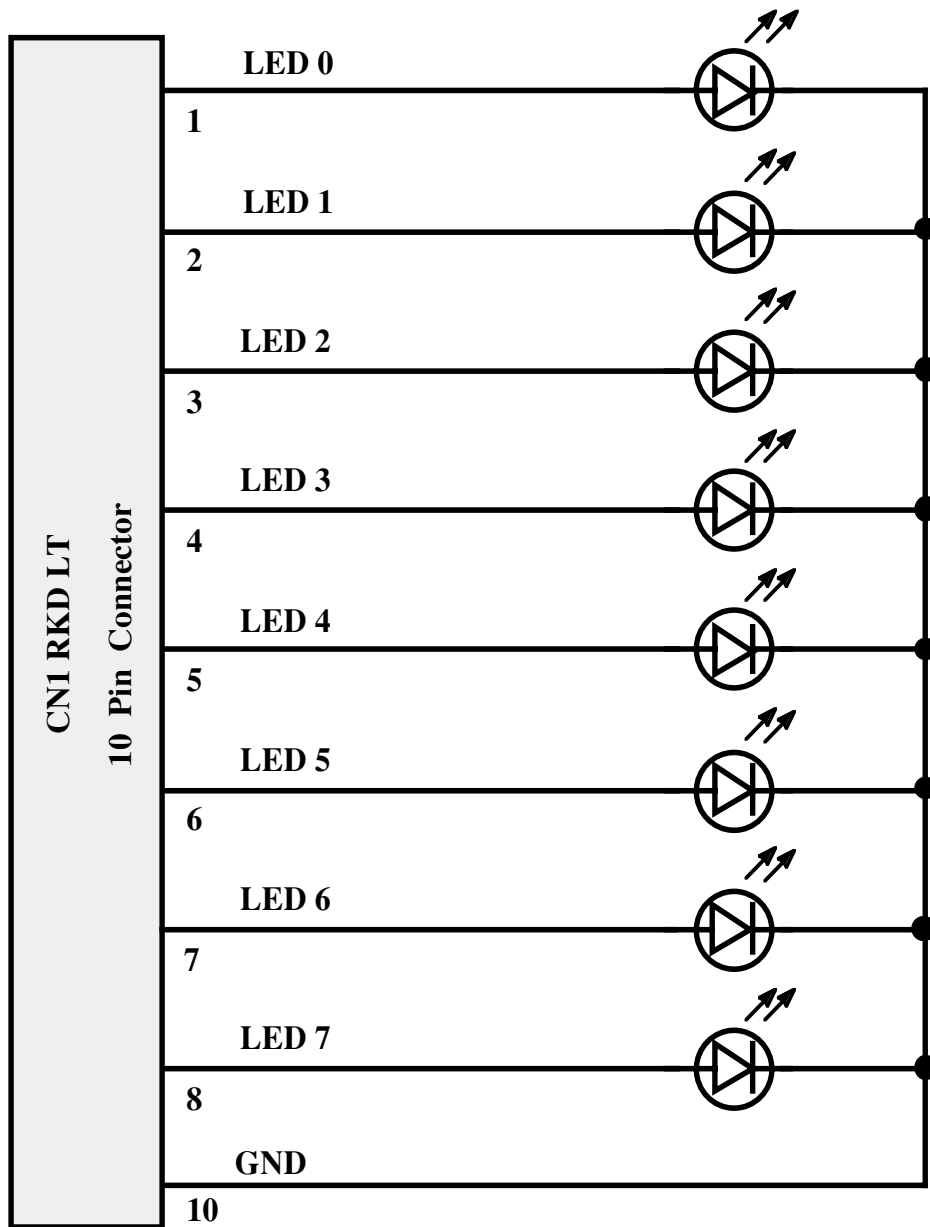 CN1 RKD LT
10 Pin Connector
LED 0
1
LED 1
2
LED 2
3
LED 3
4
LED 4
5
LED 5
6
LED 6
7
LED 7
8
GND
10